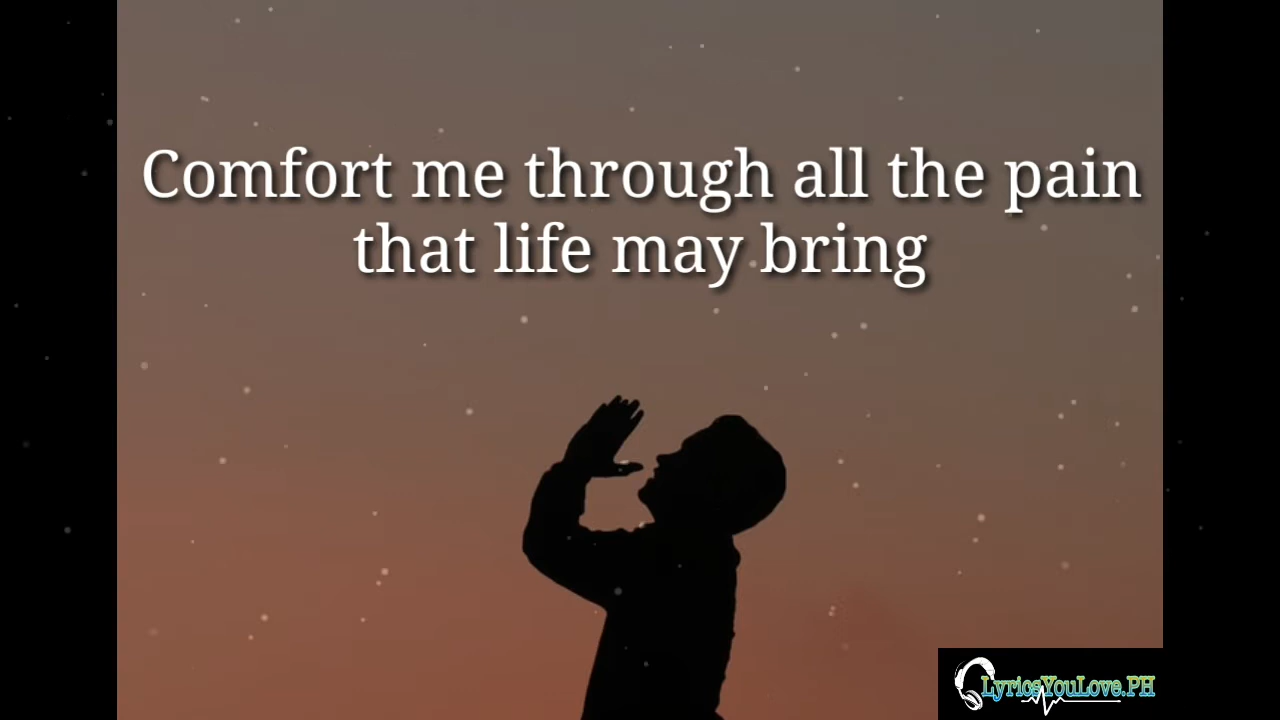 Comfort me through all the pain
that life may bring
LyricsYouLove.PH